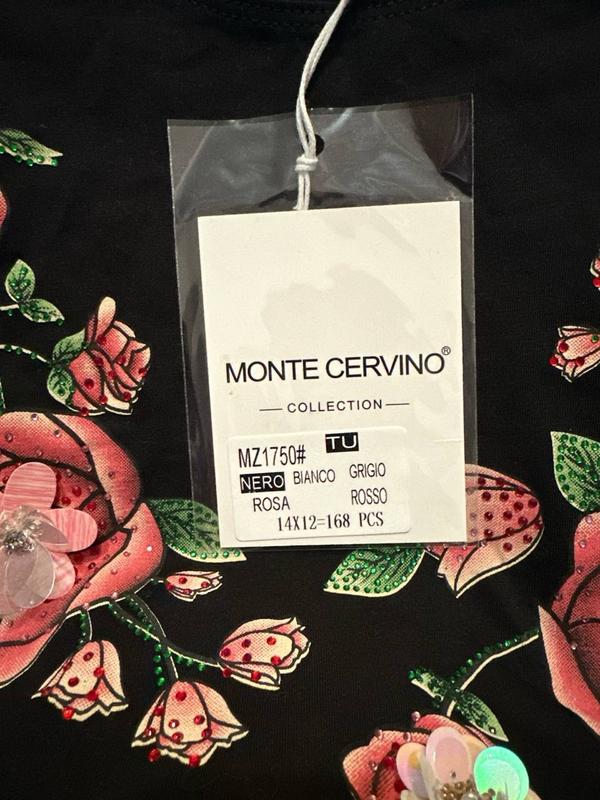 MONTE CERVINO®
COLLECTION
TU
MZ1750#
NERO BIANCO GRIGIO
ROSA ROSSO
14X12=168 PCS